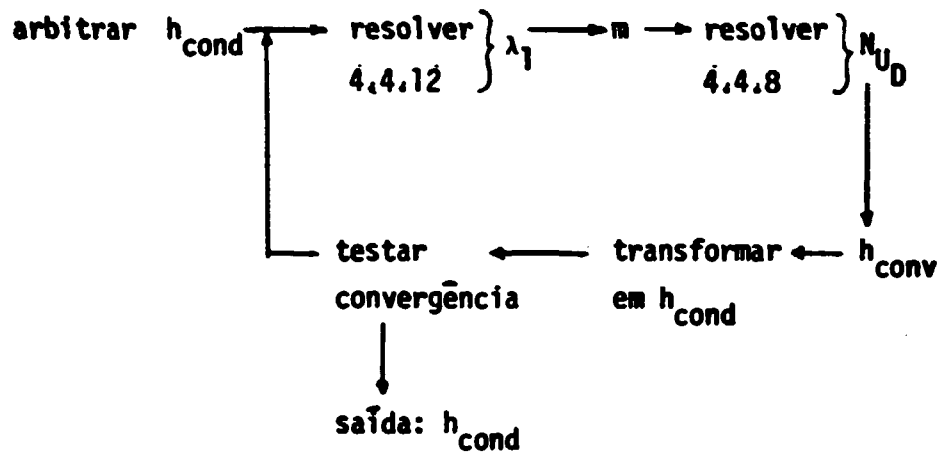 arbitrar h_cond → resolver 4.4.12 } λ_1 → m → resolver 4.4.8 } N_U_D
h_conv
transformar em h_cond
testar convergência
saída: h_cond